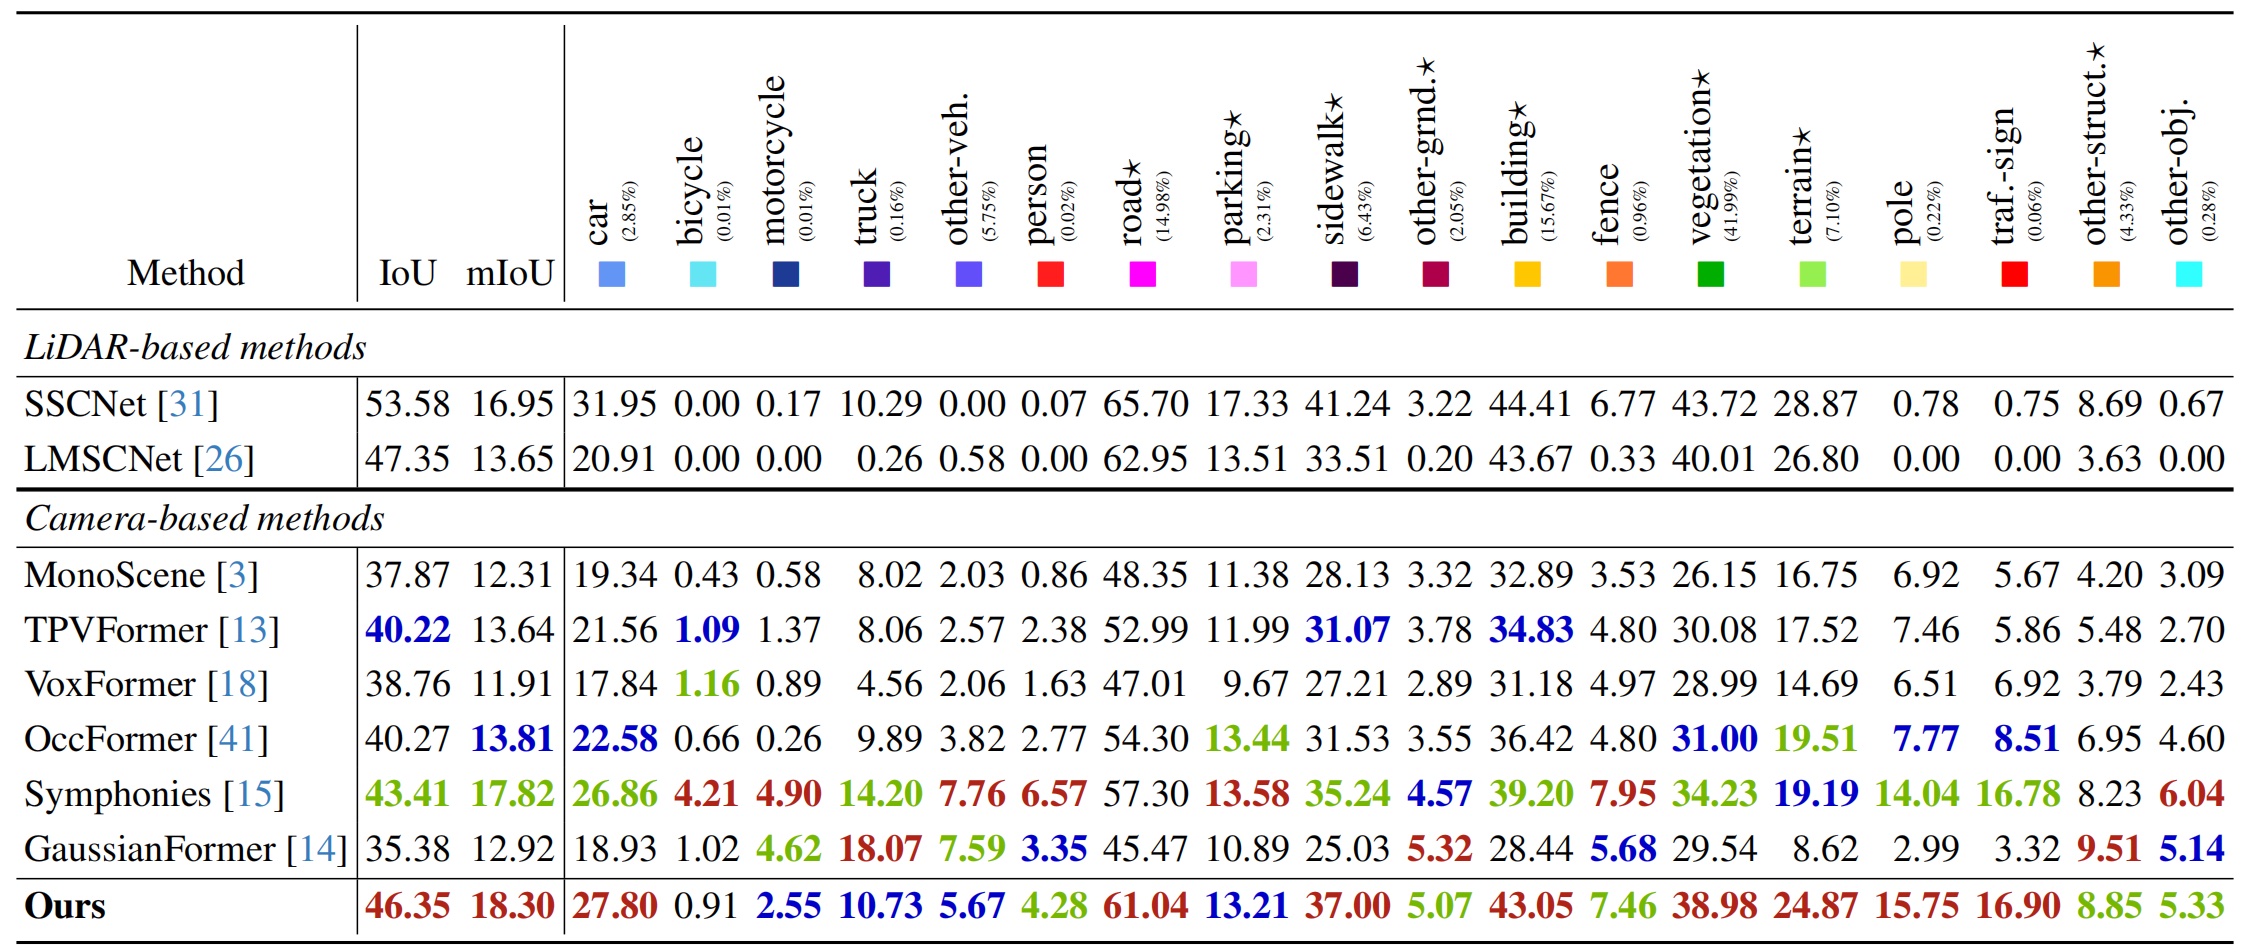 Method IoU mIoU car (2.85%) bicycle (0.01%) motorcycle (0.01%) truck (0.16%) other-veh. (5.75%) person (0.02%) road★ (14.98%) parking★ (2.31%) sidewalk★ (6.43%) other-grnd.★ (2.05%) building★ (15.67%) fence (0.96%) vegetation★ (41.99%) terrain★ (7.10%) pole (0.22%) traf.-sign (0.06%) other-struct.★ (4.33%) other-obj. (0.28%)
LiDAR-based methods
SSCNet [31] 53.58 16.95 31.95 0.00 0.17 10.29 0.00 0.07 65.70 17.33 41.24 3.22 44.41 6.77 43.72 28.87 0.78 0.75 8.69 0.67
LMSCNet [26] 47.35 13.65 20.91 0.00 0.00 0.26 0.58 0.00 62.95 13.51 33.51 0.20 43.67 0.33 40.01 26.80 0.00 0.00 3.63 0.00
Camera-based methods
MonoScene [3] 37.87 12.31 19.34 0.43 0.58 8.02 2.03 0.86 48.35 11.38 28.13 3.32 32.89 3.53 26.15 16.75 6.92 5.67 4.20 3.09
TPVFormer [13] 40.22 13.64 21.56 1.09 1.37 8.06 2.57 2.38 52.99 11.99 31.07 3.78 34.83 4.80 30.08 17.52 7.46 5.86 5.48 2.70
VoxFormer [18] 38.76 11.91 17.84 1.16 0.89 4.56 2.06 1.63 47.01 9.67 27.21 2.89 31.18 4.97 28.99 14.69 6.51 6.92 3.79 2.43
OccFormer [41] 40.27 13.81 22.58 0.66 0.26 9.89 3.82 2.77 54.30 13.44 31.53 3.55 36.42 4.80 31.00 19.51 7.77 8.51 6.95 4.60
Symphonies [15] 43.41 17.82 26.86 4.21 4.90 14.20 7.76 6.57 57.30 13.58 35.24 4.57 39.20 7.95 34.23 19.19 14.04 16.78 8.23 6.04
GaussianFormer [14] 35.38 12.92 18.93 1.02 4.62 18.07 7.59 3.35 45.47 10.89 25.03 5.32 28.44 5.68 29.54 8.62 2.99 3.32 9.51 5.14
Ours 46.35 18.30 27.80 0.91 2.55 10.73 5.67 4.28 61.04 13.21 37.00 5.07 43.05 7.46 38.98 24.87 15.75 16.90 8.85 5.33